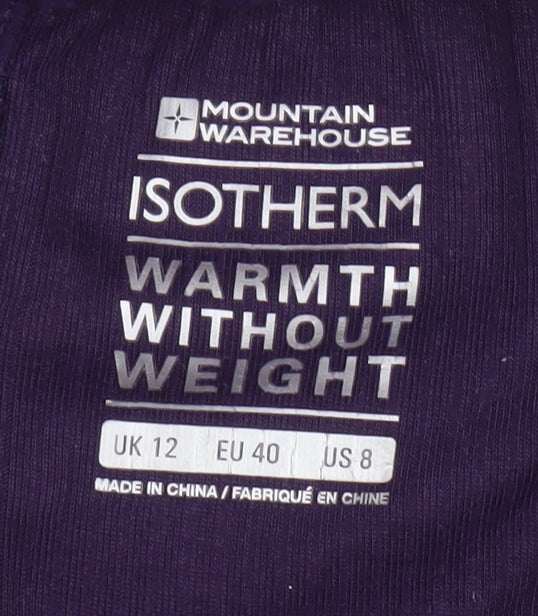 MOUNTAIN
WAREHOUSE
ISOTHERM
WARMTH
WITHOUT
WEIGHT
UK 12 EU 40 US 8
MADE IN CHINA / FABRIQUÉ EN CHINE